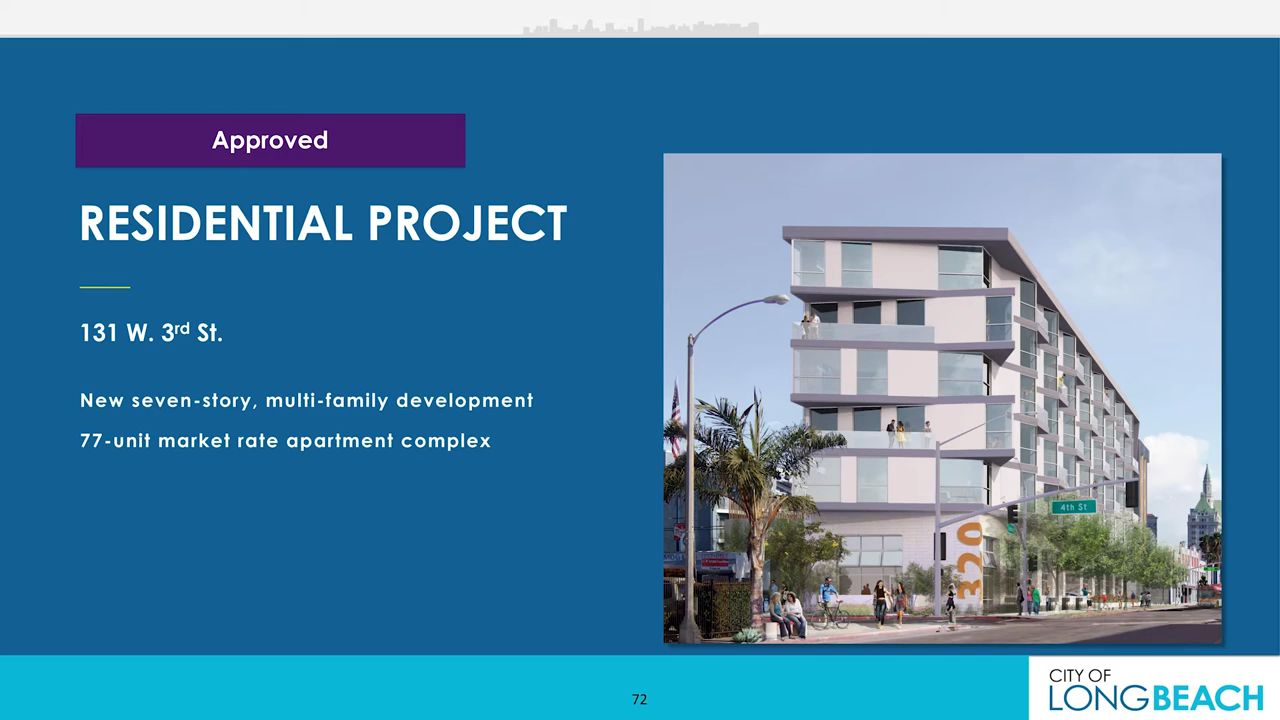 Approved
RESIDENTIAL PROJECT
131 W. 3rd St.
New seven-story, multi-family development
77-unit market rate apartment complex
4th St
320
72
CITY OF
LONGBEACH